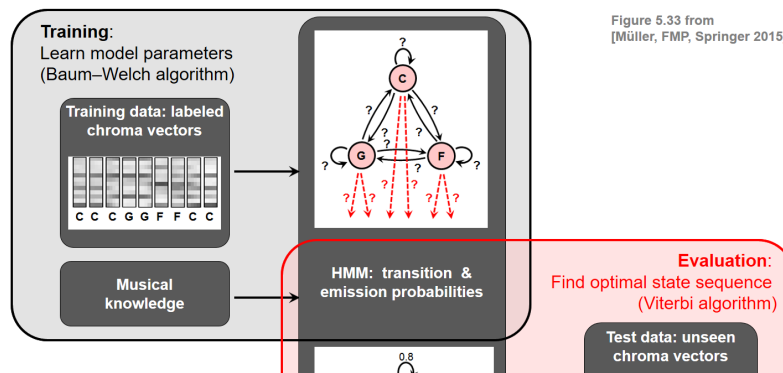 Training:
Learn model parameters
(Baum–Welch algorithm)
Figure 5.33 from
[Müller, FMP, Springer 2015
Training data: labeled
chroma vectors
C C C G G F F C C
?
C
? ? ? ?
? ?
G ? F
? ? ?
? ? ? ? ? ?
Musical
knowledge
HMM: transition &
emission probabilities
Evaluation:
Find optimal state sequence
(Viterbi algorithm)
Test data: unseen
chroma vectors
0.8